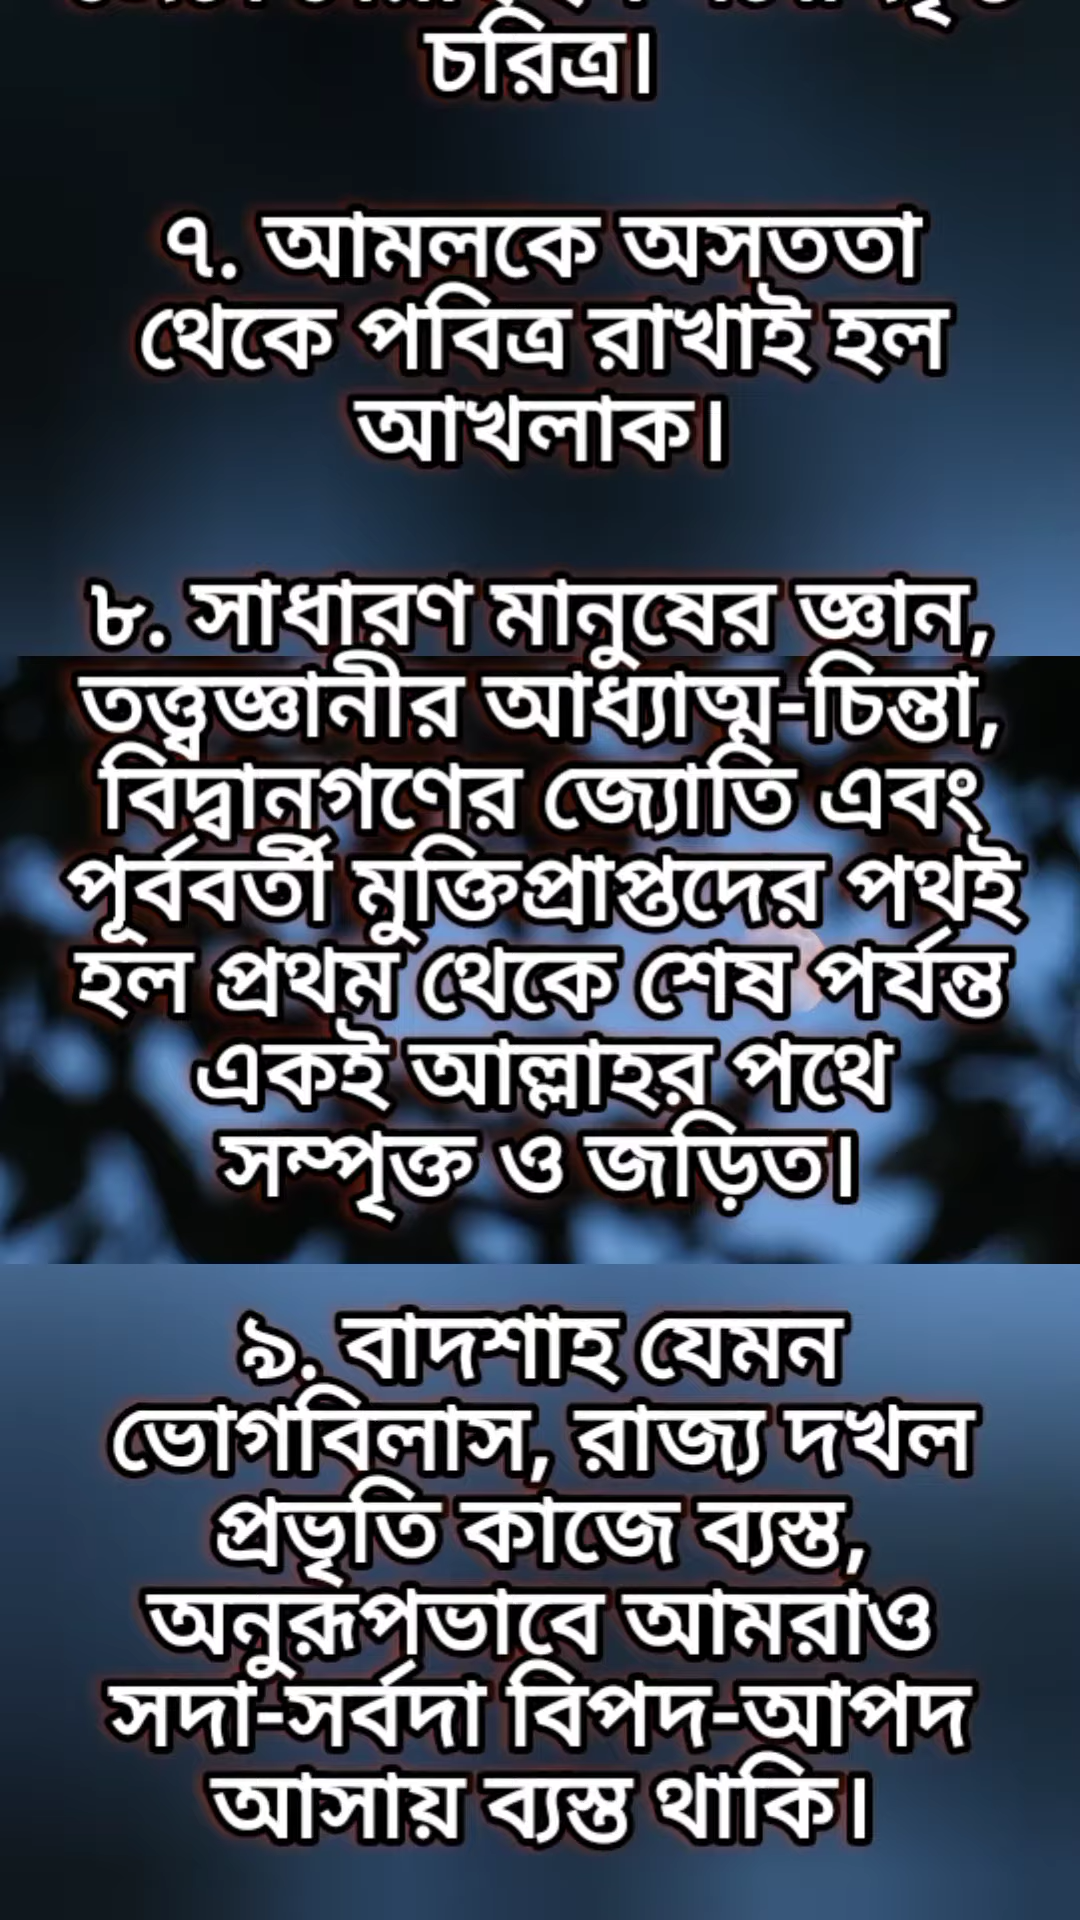 চরিত্র।
৭. আমলকে অসততা
থেকে পবিত্র রাখাই হল
আখলাক।
৮. সাধারণ মানুষের জ্ঞান,
তত্ত্বজ্ঞানীর আধ্যাত্ম-চিন্তা,
বিদ্বানগণের জ্যোতি এবং
পূর্ববর্তী মুক্তিপ্রাপ্তদের পথই
হল প্রথম থেকে শেষ পর্যন্ত
একই আল্লাহর পথে
সম্পৃক্ত ও জড়িত।
৯. বাদশাহ যেমন
ভোগবিলাস, রাজ্য দখল
প্রভৃতি কাজে ব্যস্ত,
অনুরূপভাবে আমরাও
সদা-সর্বদা বিপদ-আপদ
আসায় ব্যস্ত থাকি।